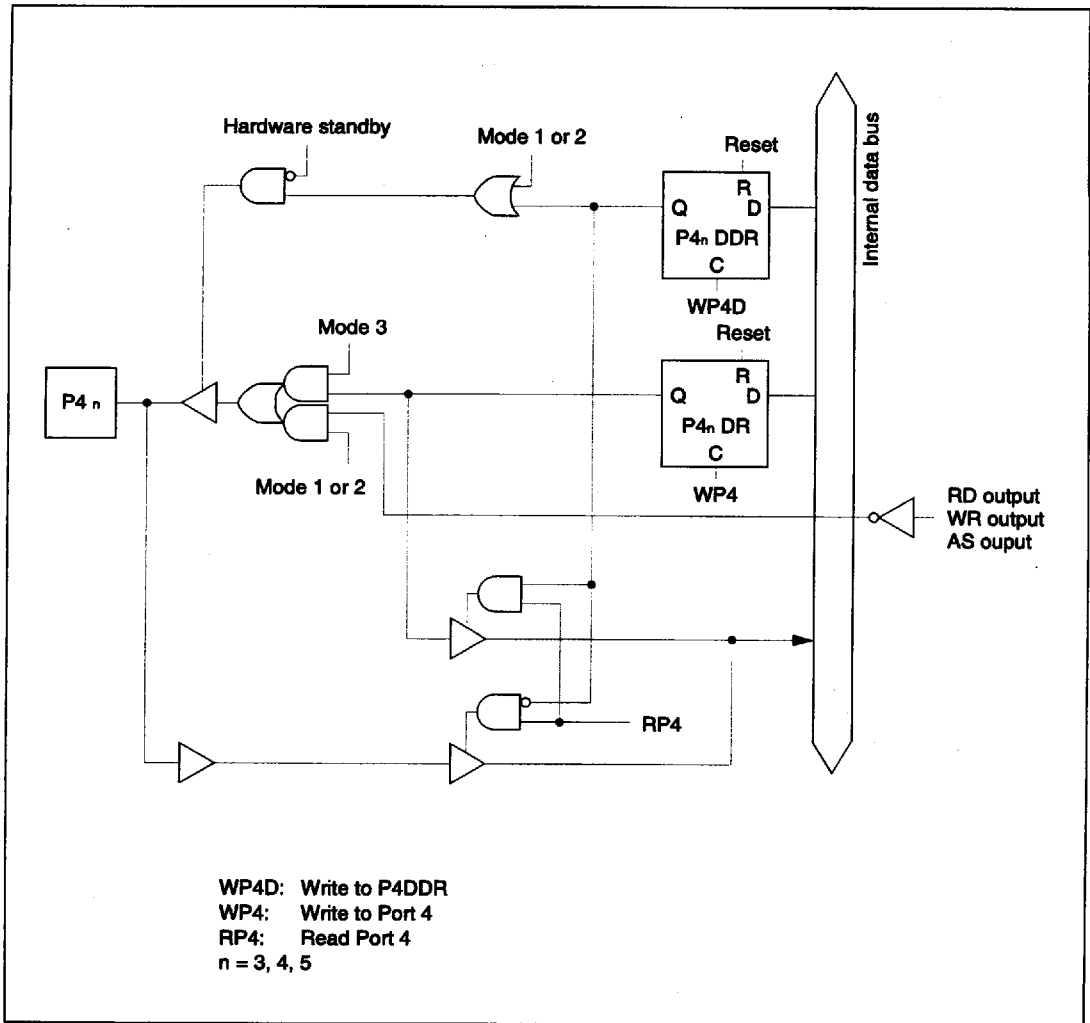 Hardware standby
Mode 1 or 2
Reset
R
Q D
P4n DDR
C
WP4D
Internal data bus
Mode 3
Reset
R
Q D
P4n DR
C
WP4
P4 n
Mode 1 or 2
RD output
WR output
AS ouput
RP4
WP4D: Write to P4DDR
WP4: Write to Port 4
RP4: Read Port 4
n = 3, 4, 5